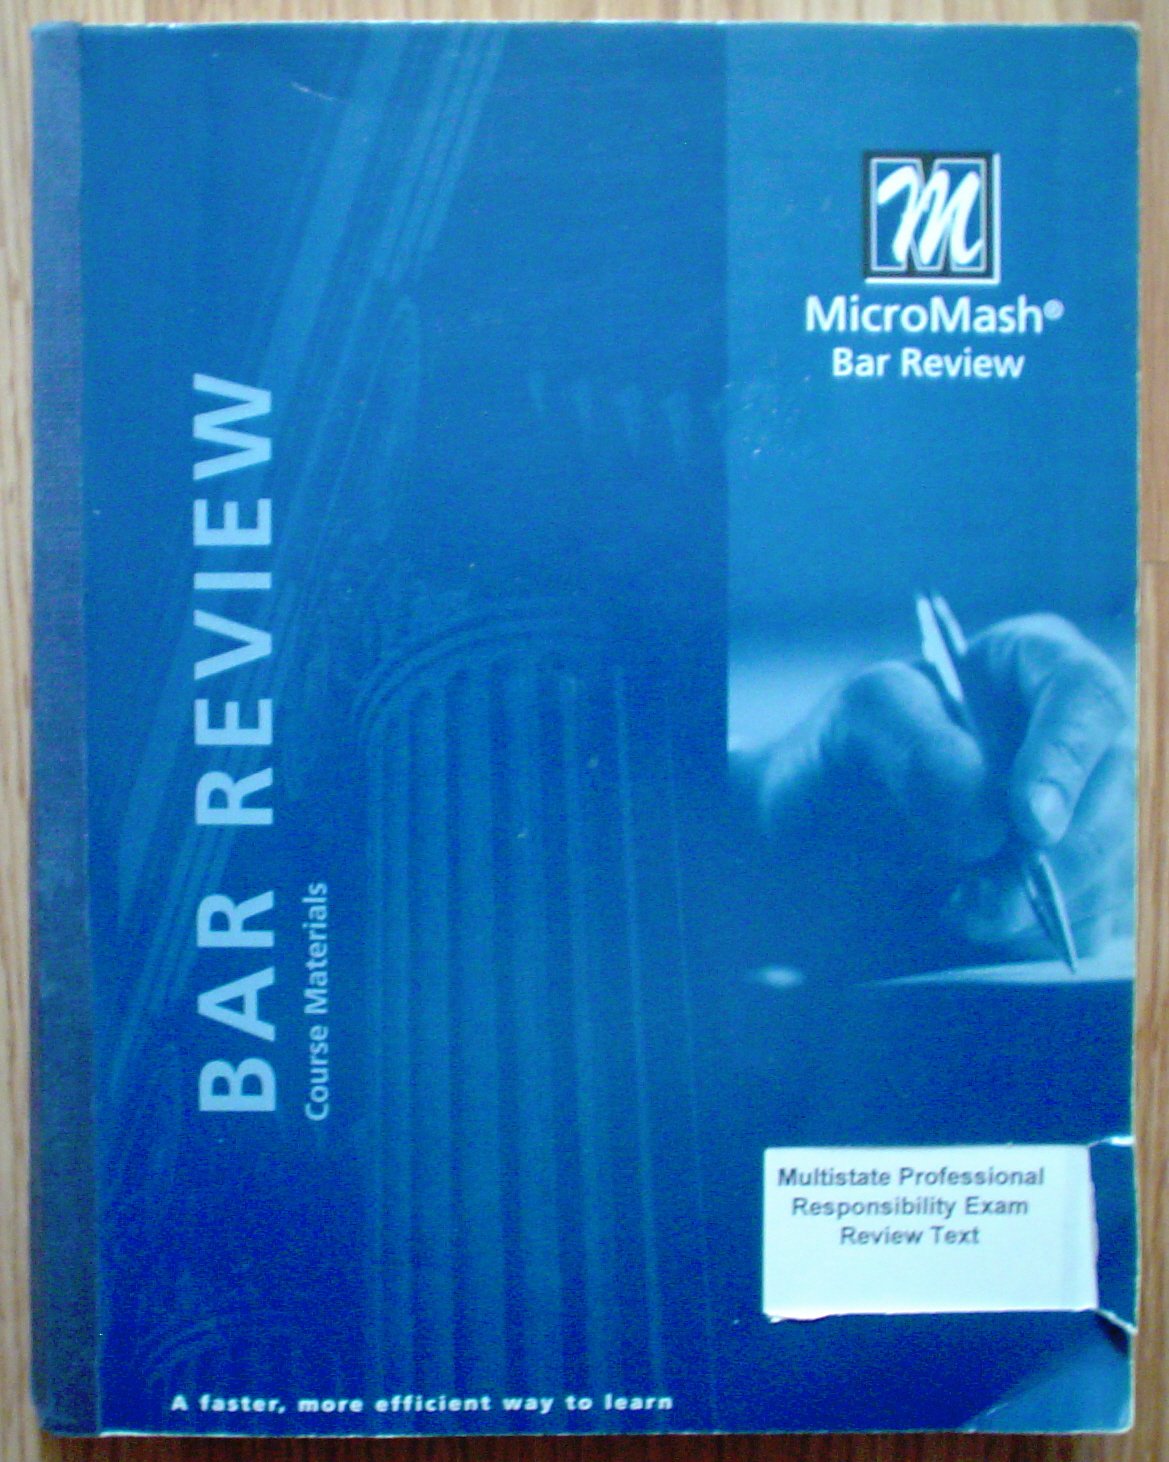 M
MicroMash®
Bar Review
BAR REVIEW
Course Materials
Multistate Professional
Responsibility Exam
Review Text
A faster, more efficient way to learn